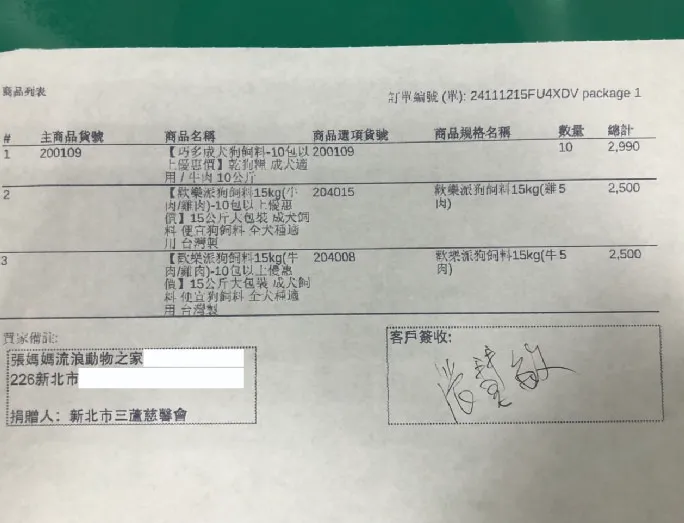 商品列表
訂單編號 (單): 24111215FU4XDV package 1
# 主商品貨號 商品名稱 商品選項貨號 商品規格名稱 數量 總計
1 200109 【巧多成犬狗飼料-10包以 200109 10 2,990
上優惠價】乾狗糧 成犬適
用 / 牛肉 10公斤
2 【歡樂派狗飼料15kg(牛 204015 歡樂派狗飼料15kg(雞 5 2,500
肉/雞肉)-10包以上優惠 肉)
價】15公斤大包裝 成犬飼
料 便宜狗飼料 全犬種適
用 台灣製
3 【歡樂派狗飼料15kg(牛 204008 歡樂派狗飼料15kg(牛 5 2,500
肉/雞肉)-10包以上優惠 肉)
價】15公斤大包裝 成犬飼
料 便宜狗飼料 全犬種適
用 台灣製
買家備註:
張媽媽流浪動物之家
226新北市
捐贈人: 新北市三蘆慈馨會
客戶簽收: